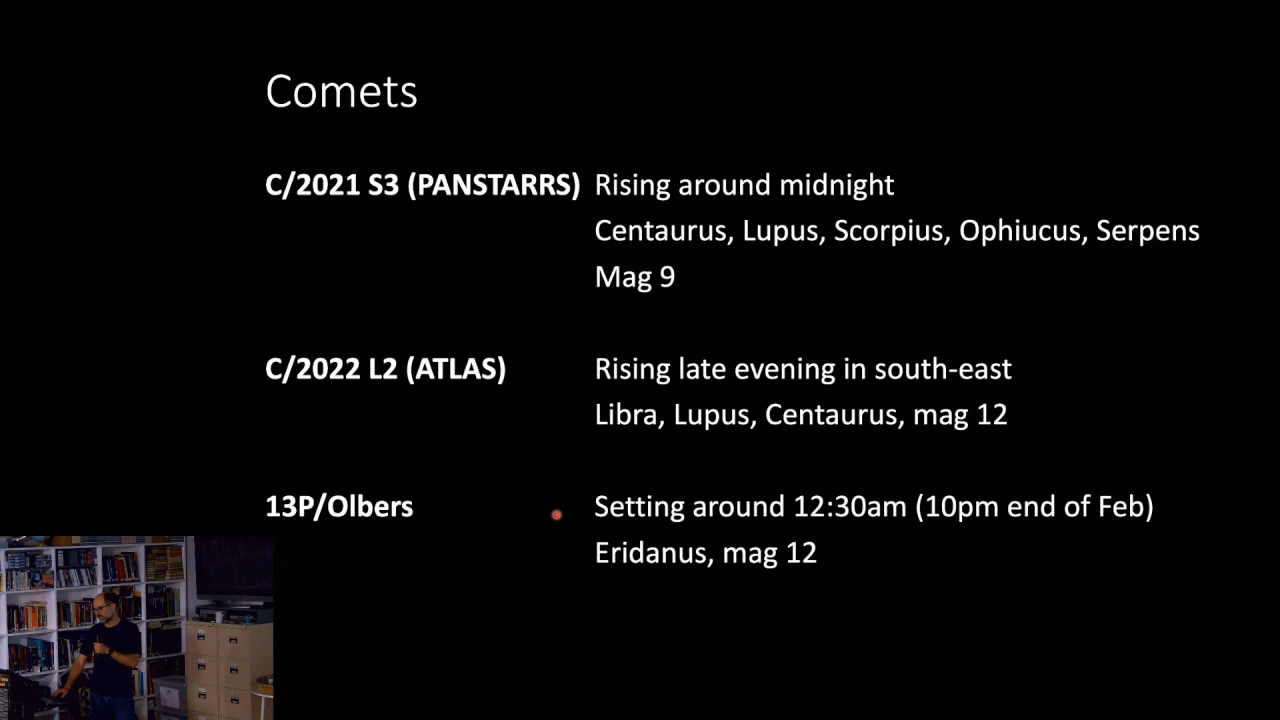 Comets
C/2021 S3 (PANSTARRS) Rising around midnight
Centaurus, Lupus, Scorpius, Ophiucus, Serpens
Mag 9
C/2022 L2 (ATLAS) Rising late evening in south-east
Libra, Lupus, Centaurus, mag 12
13P/Olbers Setting around 12:30am (10pm end of Feb)
Eridanus, mag 12